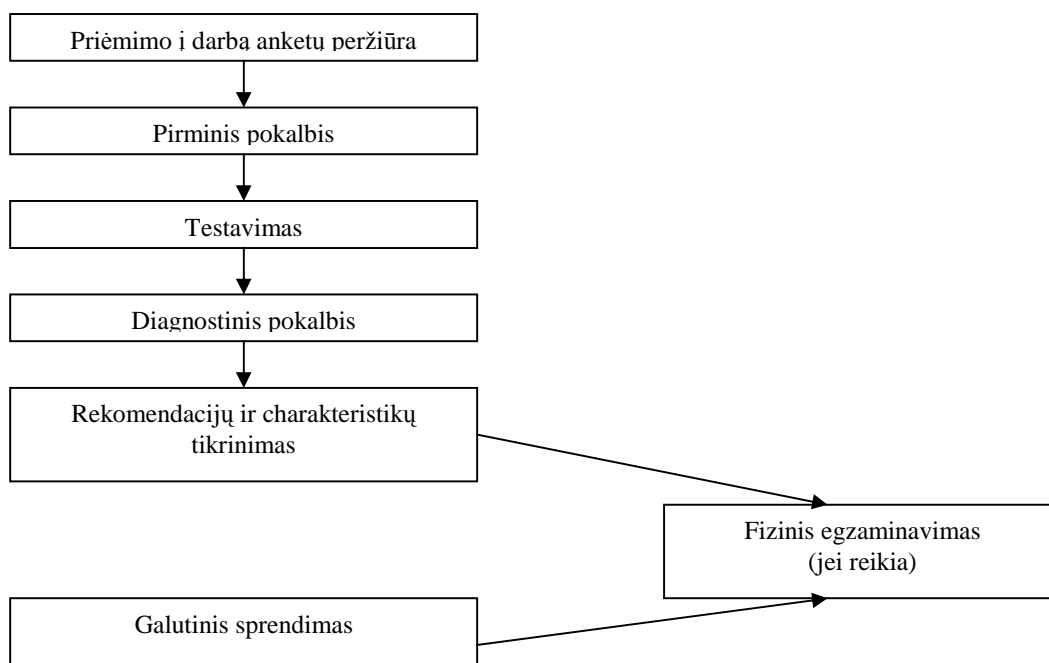 Priėmimo į darbą anketų peržiūra
Pirminis pokalbis
Testavimas
Diagnostinis pokalbis
Rekomendacijų ir charakteristikų
tikrinimas
Fizinis egzaminavimas
(jei reikia)
Galutinis sprendimas